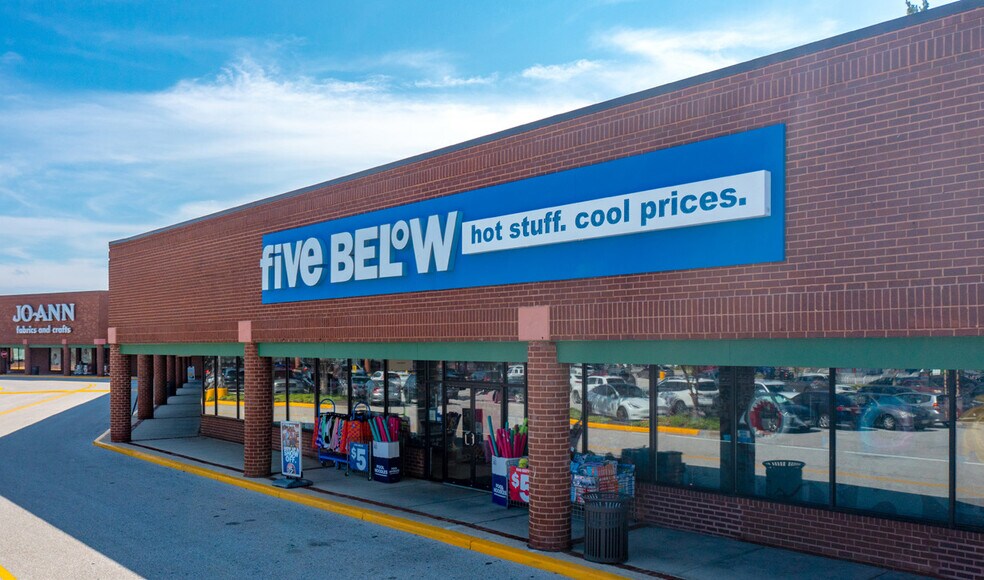 five BELOW
hot stuff. cool prices.
JO-ANN
fabrics and crafts
$5
$5